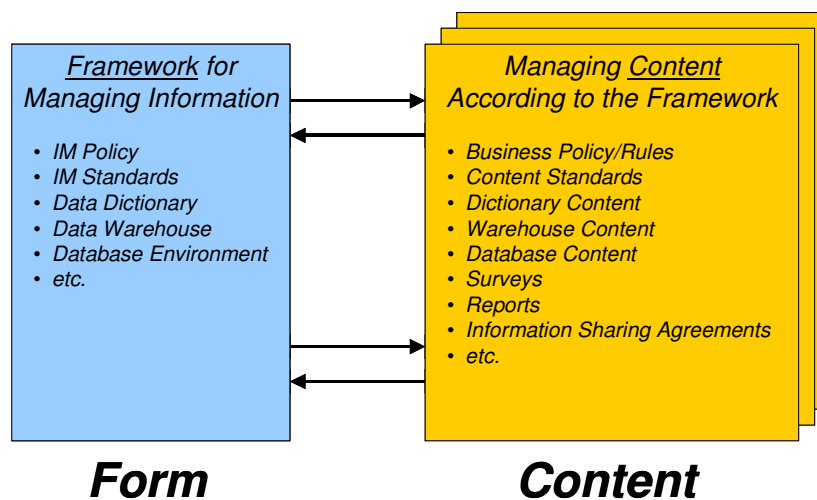 Framework for
Managing Information
• IM Policy
• IM Standards
• Data Dictionary
• Data Warehouse
• Database Environment
• etc.
Managing Content
According to the Framework
• Business Policy/Rules
• Content Standards
• Dictionary Content
• Warehouse Content
• Database Content
• Surveys
• Reports
• Information Sharing Agreements
• etc.
Form
Content